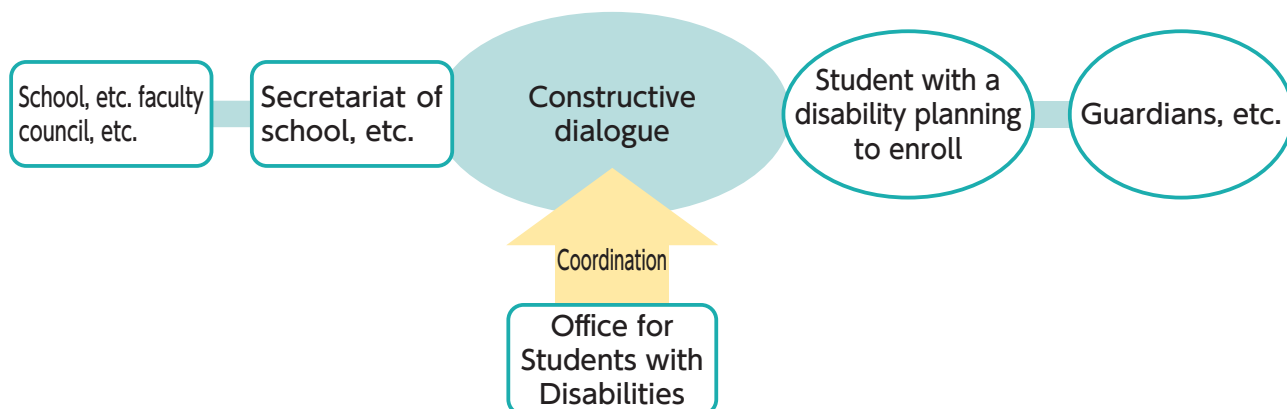 School, etc. faculty
council, etc.
Secretariat of
school, etc.
Constructive
dialogue
Student with a
disability planning
to enroll
Guardians, etc.
Coordination
Office for
Students with
Disabilities